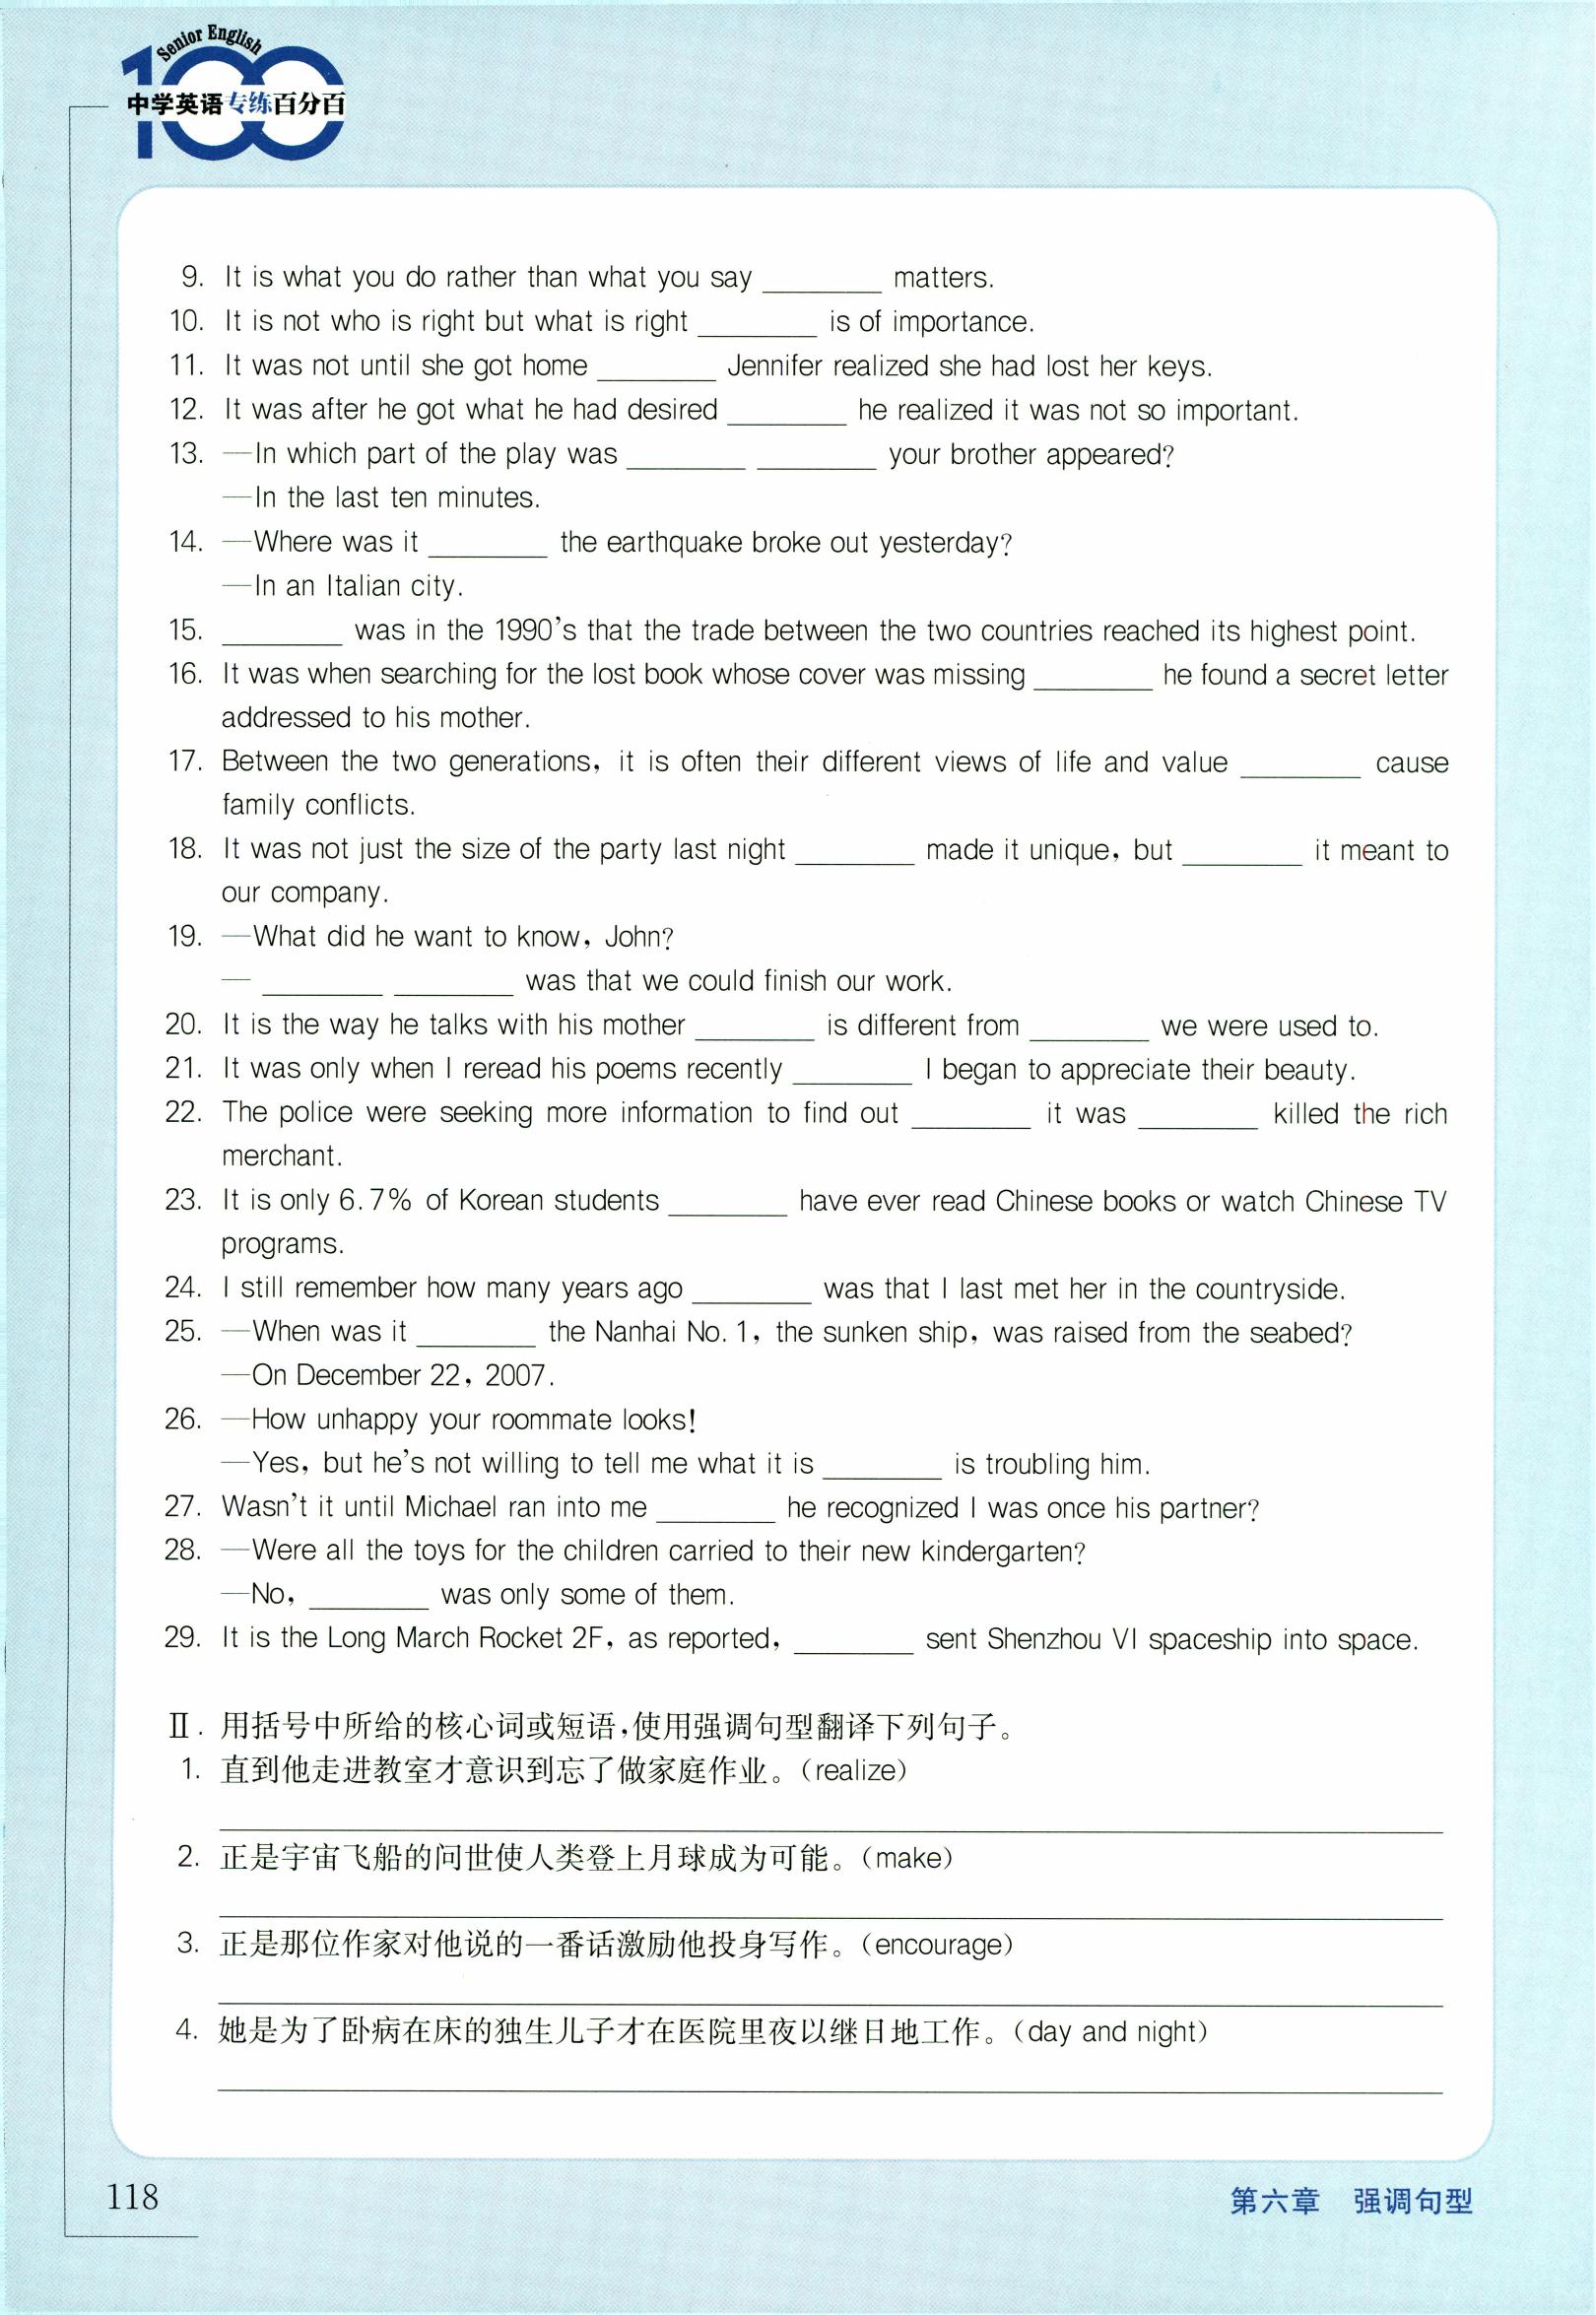 Senior English
100
中学英语专练百分百
9. It is what you do rather than what you say ________ matters.
10. It is not who is right but what is right ________ is of importance.
11. It was not until she got home ________ Jennifer realized she had lost her keys.
12. It was after he got what he had desired ________ he realized it was not so important.
13. —In which part of the play was ________ ________ your brother appeared?
—In the last ten minutes.
14. —Where was it ________ the earthquake broke out yesterday?
—In an Italian city.
15. ________ was in the 1990's that the trade between the two countries reached its highest point.
16. It was when searching for the lost book whose cover was missing ________ he found a secret letter
addressed to his mother.
17. Between the two generations, it is often their different views of life and value ________ cause
family conflicts.
18. It was not just the size of the party last night ________ made it unique, but ________ it meant to
our company.
19. —What did he want to know, John?
— ________ ________ was that we could finish our work.
20. It is the way he talks with his mother ________ is different from ________ we were used to.
21. It was only when I reread his poems recently ________ I began to appreciate their beauty.
22. The police were seeking more information to find out ________ it was ________ killed the rich
merchant.
23. It is only 6.7% of Korean students ________ have ever read Chinese books or watch Chinese TV
programs.
24. I still remember how many years ago ________ was that I last met her in the countryside.
25. —When was it ________ the Nanhai No. 1, the sunken ship, was raised from the seabed?
—On December 22, 2007.
26. —How unhappy your roommate looks!
—Yes, but he's not willing to tell me what it is ________ is troubling him.
27. Wasn't it until Michael ran into me ________ he recognized I was once his partner?
28. —Were all the toys for the children carried to their new kindergarten?
—No, ________ was only some of them.
29. It is the Long March Rocket 2F, as reported, ________ sent Shenzhou VI spaceship into space.
Ⅱ. 用括号中所给的核心词或短语,使用强调句型翻译下列句子。
1. 直到他走进教室才意识到忘了做家庭作业。(realize)
2. 正是宇宙飞船的问世使人类登上月球成为可能。(make)
3. 正是那位作家对他说的一番话激励他投身写作。(encourage)
4. 她是为了卧病在床的独生儿子才在医院里夜以继日地工作。(day and night)
118
第六章 强调句型